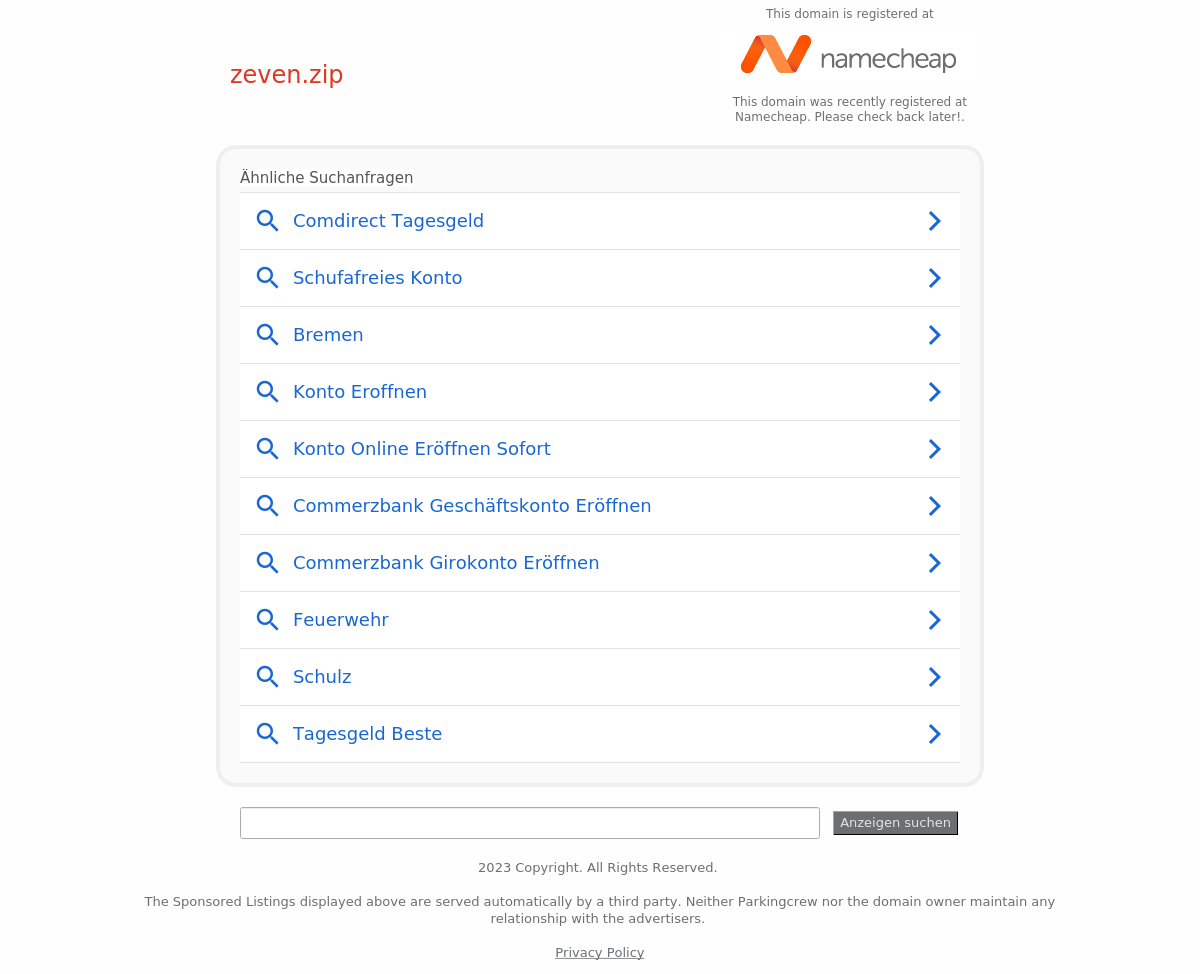 This domain is registered at
namecheap
zeven.zip
This domain was recently registered at
Namecheap. Please check back later!.
Ähnliche Suchanfragen
Comdirect Tagesgeld
Schufafreies Konto
Bremen
Konto Eroffnen
Konto Online Eröffnen Sofort
Commerzbank Geschäftskonto Eröffnen
Commerzbank Girokonto Eröffnen
Feuerwehr
Schulz
Tagesgeld Beste
Anzeigen suchen
2023 Copyright. All Rights Reserved.
The Sponsored Listings displayed above are served automatically by a third party. Neither Parkingcrew nor the domain owner maintain any
relationship with the advertisers.
Privacy Policy